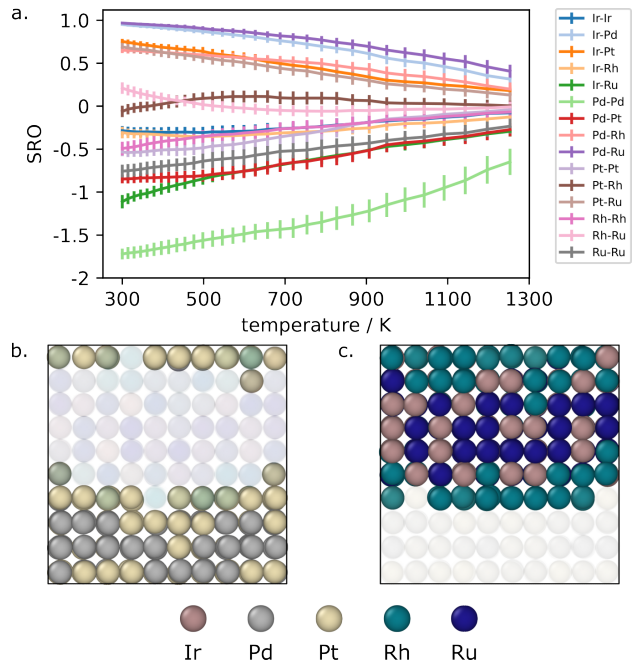 a.
1.0
0.5
0
-0.5
-1
-1.5
-2
SRO
300
500
700
900
1100
1300
temperature / K
Ir-Ir
Ir-Pd
Ir-Pt
Ir-Rh
Ir-Ru
Pd-Pd
Pd-Pt
Pd-Rh
Pd-Ru
Pt-Pt
Pt-Rh
Pt-Ru
Rh-Rh
Rh-Ru
Ru-Ru
b.
c.
Ir
Pd
Pt
Rh
Ru